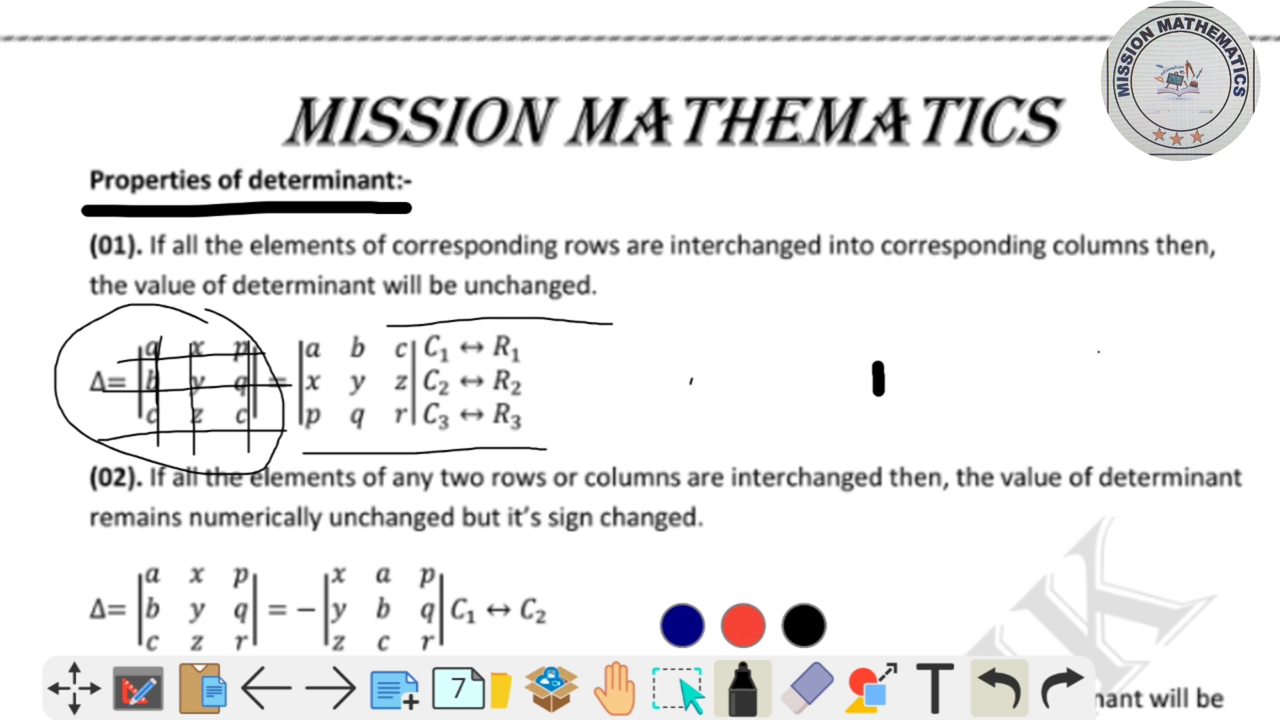 MISSION MATHEMATICS
MISSION MATHEMATICS
Properties of determinant:-
(01). If all the elements of corresponding rows are interchanged into corresponding columns then,
the value of determinant will be unchanged.
a x p a b c C₁ ↔ R₁
Δ= b y q = x y z C₂ ↔ R₂
c z c p q r C₃ ↔ R₃
(02). If all the elements of any two rows or columns are interchanged then, the value of determinant
remains numerically unchanged but it's sign changed.
a x p x a p
Δ= b y q = − y b q C₁ ↔ C₂
c z r z c r
7
T
nant will be